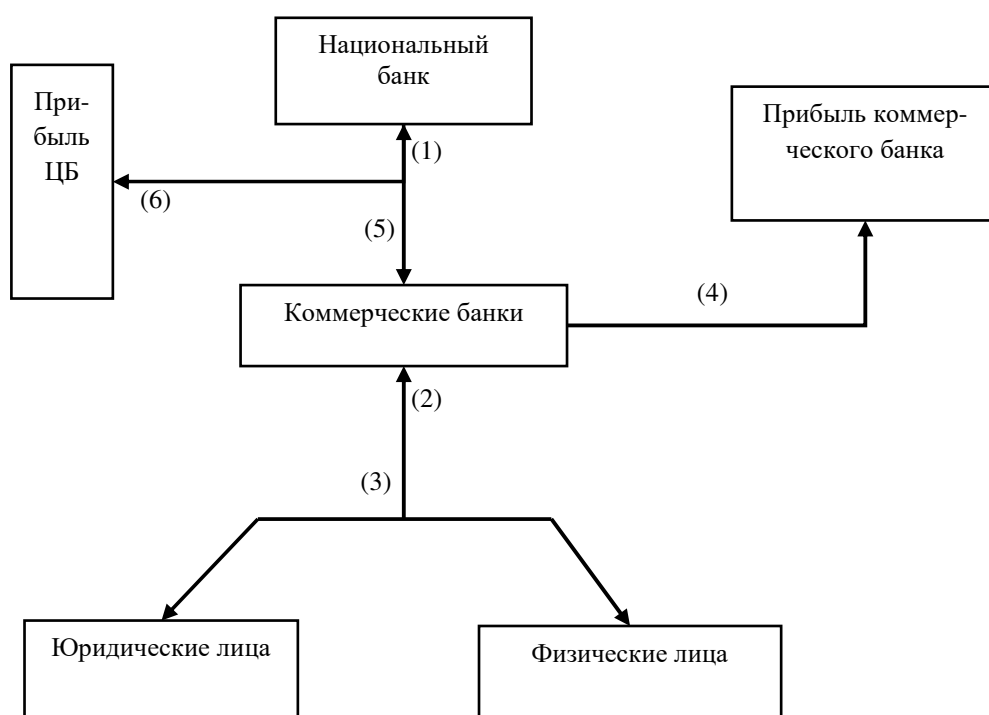 Национальный
банк
При-
быль
ЦБ
Прибыль коммер-
ческого банка
(1)
(6)
(5)
Коммерческие банки
(4)
(2)
(3)
Юридические лица
Физические лица